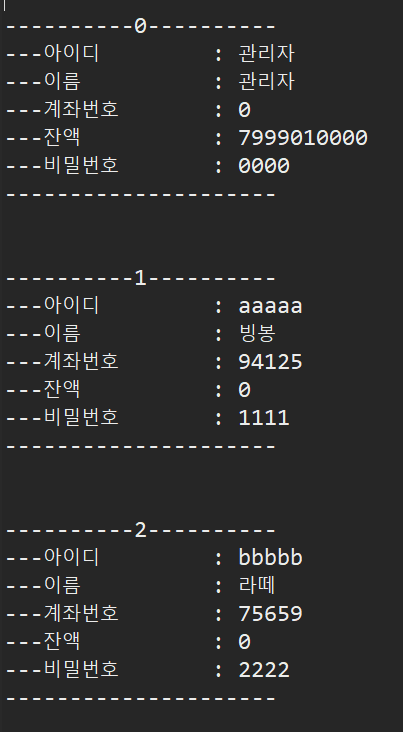 ----------0----------
---아이디 : 관리자
---이름 : 관리자
---계좌번호 : 0
---잔액 : 7999010000
---비밀번호 : 0000
---------------------
----------1----------
---아이디 : aaaaa
---이름 : 빙봉
---계좌번호 : 94125
---잔액 : 0
---비밀번호 : 1111
---------------------
----------2----------
---아이디 : bbbbb
---이름 : 라떼
---계좌번호 : 75659
---잔액 : 0
---비밀번호 : 2222
---------------------